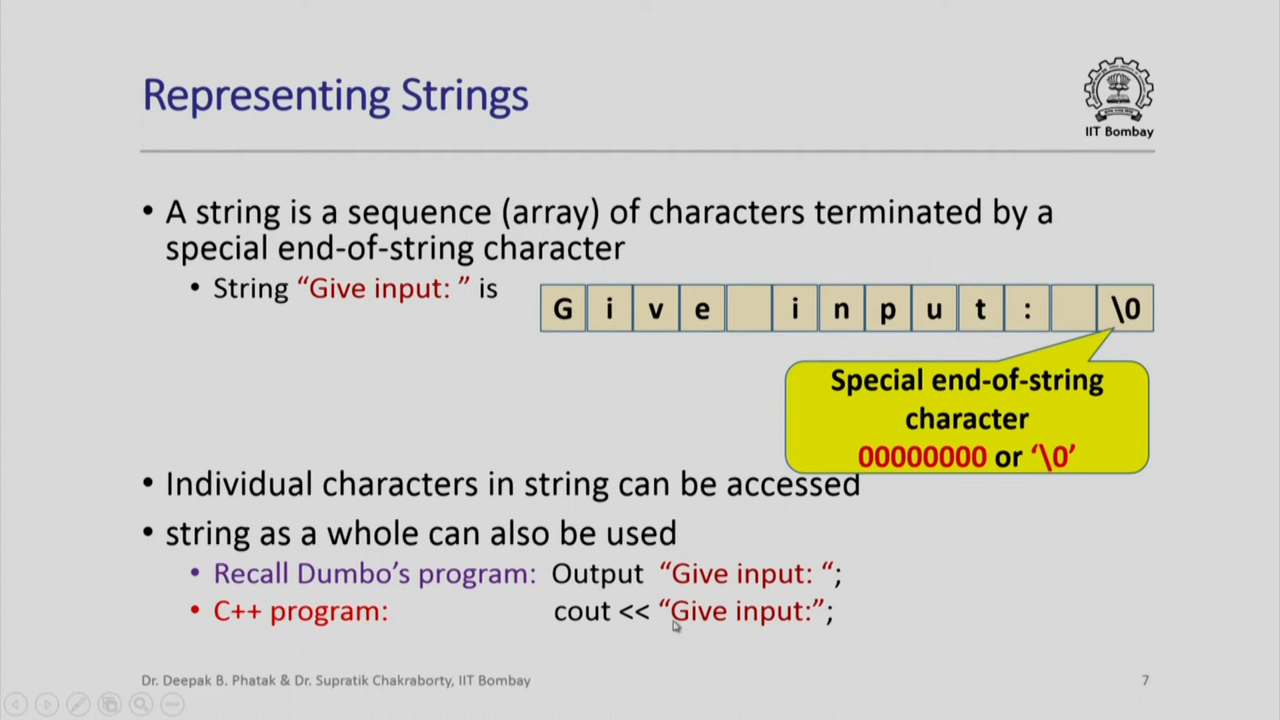 Representing Strings
IIT Bombay
• A string is a sequence (array) of characters terminated by a
special end-of-string character
• String “Give input: ” is
G i v e i n p u t : \0
Special end-of-string
character
00000000 or ‘\0’
• Individual characters in string can be accessed
• string as a whole can also be used
• Recall Dumbo’s program: Output “Give input: “;
• C++ program: cout << “Give input:”;
Dr. Deepak B. Phatak & Dr. Supratik Chakraborty, IIT Bombay
7